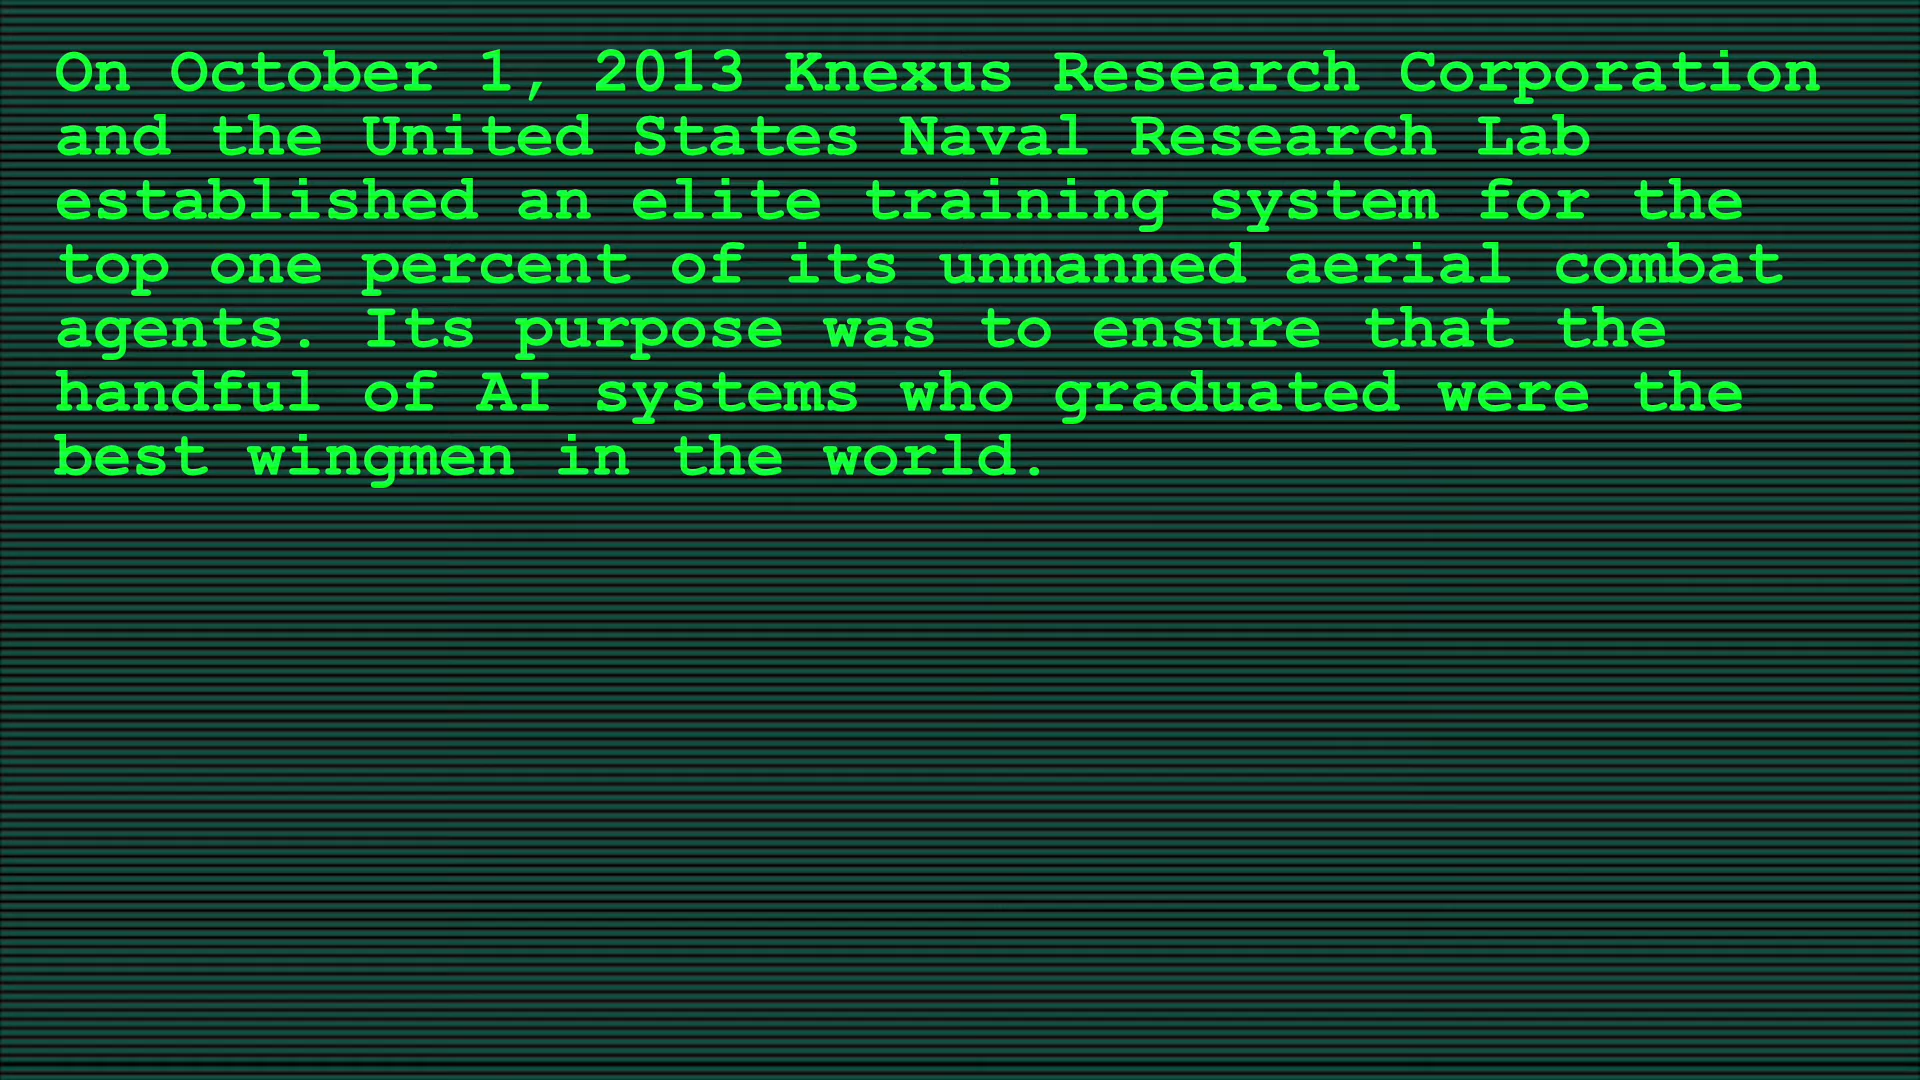 On October 1, 2013 Knexus Research Corporation
and the United States Naval Research Lab
established an elite training system for the
top one percent of its unmanned aerial combat
agents. Its purpose was to ensure that the
handful of AI systems who graduated were the
best wingmen in the world.